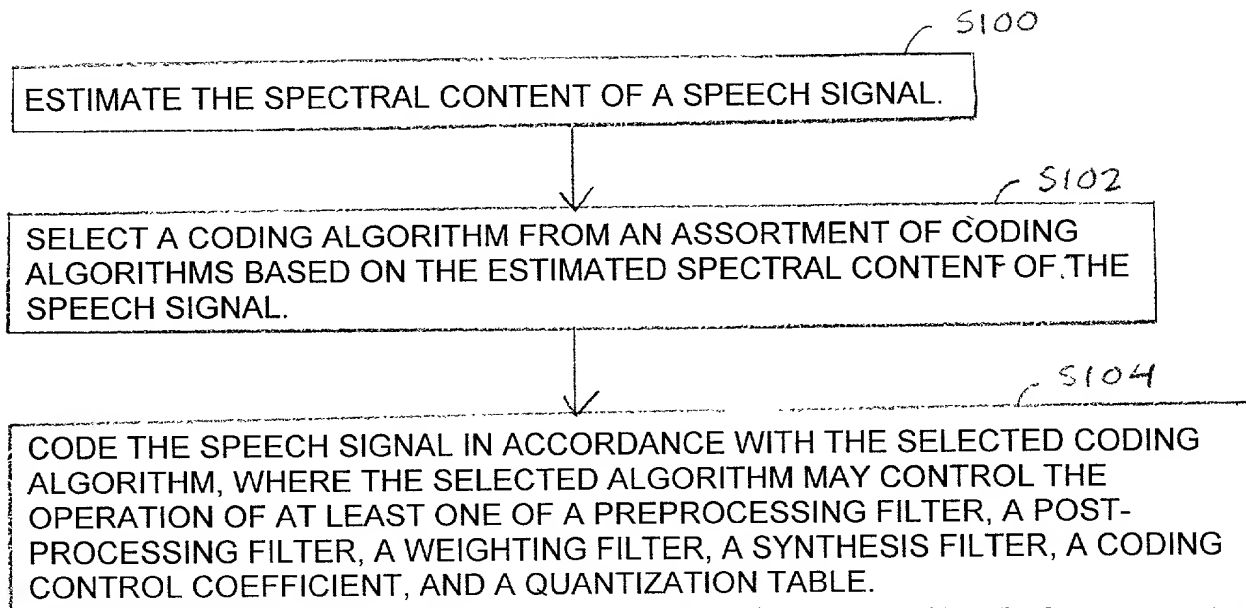 S100
ESTIMATE THE SPECTRAL CONTENT OF A SPEECH SIGNAL.
S102
SELECT A CODING ALGORITHM FROM AN ASSORTMENT OF CODING
ALGORITHMS BASED ON THE ESTIMATED SPECTRAL CONTENT OF THE
SPEECH SIGNAL.
S104
CODE THE SPEECH SIGNAL IN ACCORDANCE WITH THE SELECTED CODING
ALGORITHM, WHERE THE SELECTED ALGORITHM MAY CONTROL THE
OPERATION OF AT LEAST ONE OF A PREPROCESSING FILTER, A POST-
PROCESSING FILTER, A WEIGHTING FILTER, A SYNTHESIS FILTER, A CODING
CONTROL COEFFICIENT, AND A QUANTIZATION TABLE.